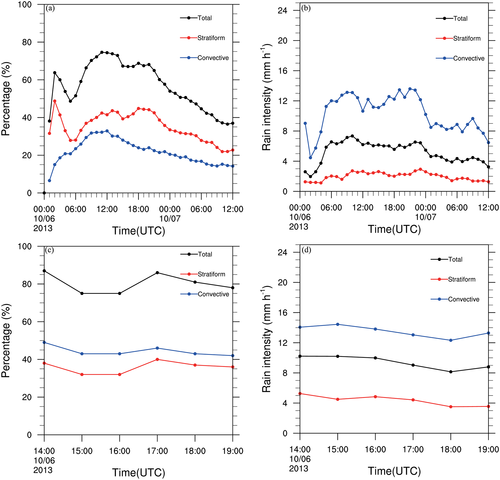 (a)
Total
Stratiform
Convective
Percentage (%)
100
80
60
40
20
0
00:00 06:00 12:00 18:00 00:00 06:00 12:00
10/06 10/07
2013
Time(UTC)
(b)
Total
Stratiform
Convective
Rain intensity (mm h⁻¹)
24
20
16
12
8
4
0
00:00 06:00 12:00 18:00 00:00 06:00 12:00
10/06 10/07
2013
Time(UTC)
(c)
Total
Stratiform
Convective
Percentage (%)
100
80
60
40
20
0
14:00 15:00 16:00 17:00 18:00 19:00
10/06
2013
Time(UTC)
(d)
Total
Stratiform
Convective
Rain intensity (mm h⁻¹)
24
20
16
12
8
4
0
14:00 15:00 16:00 17:00 18:00 19:00
10/06
2013
Time(UTC)